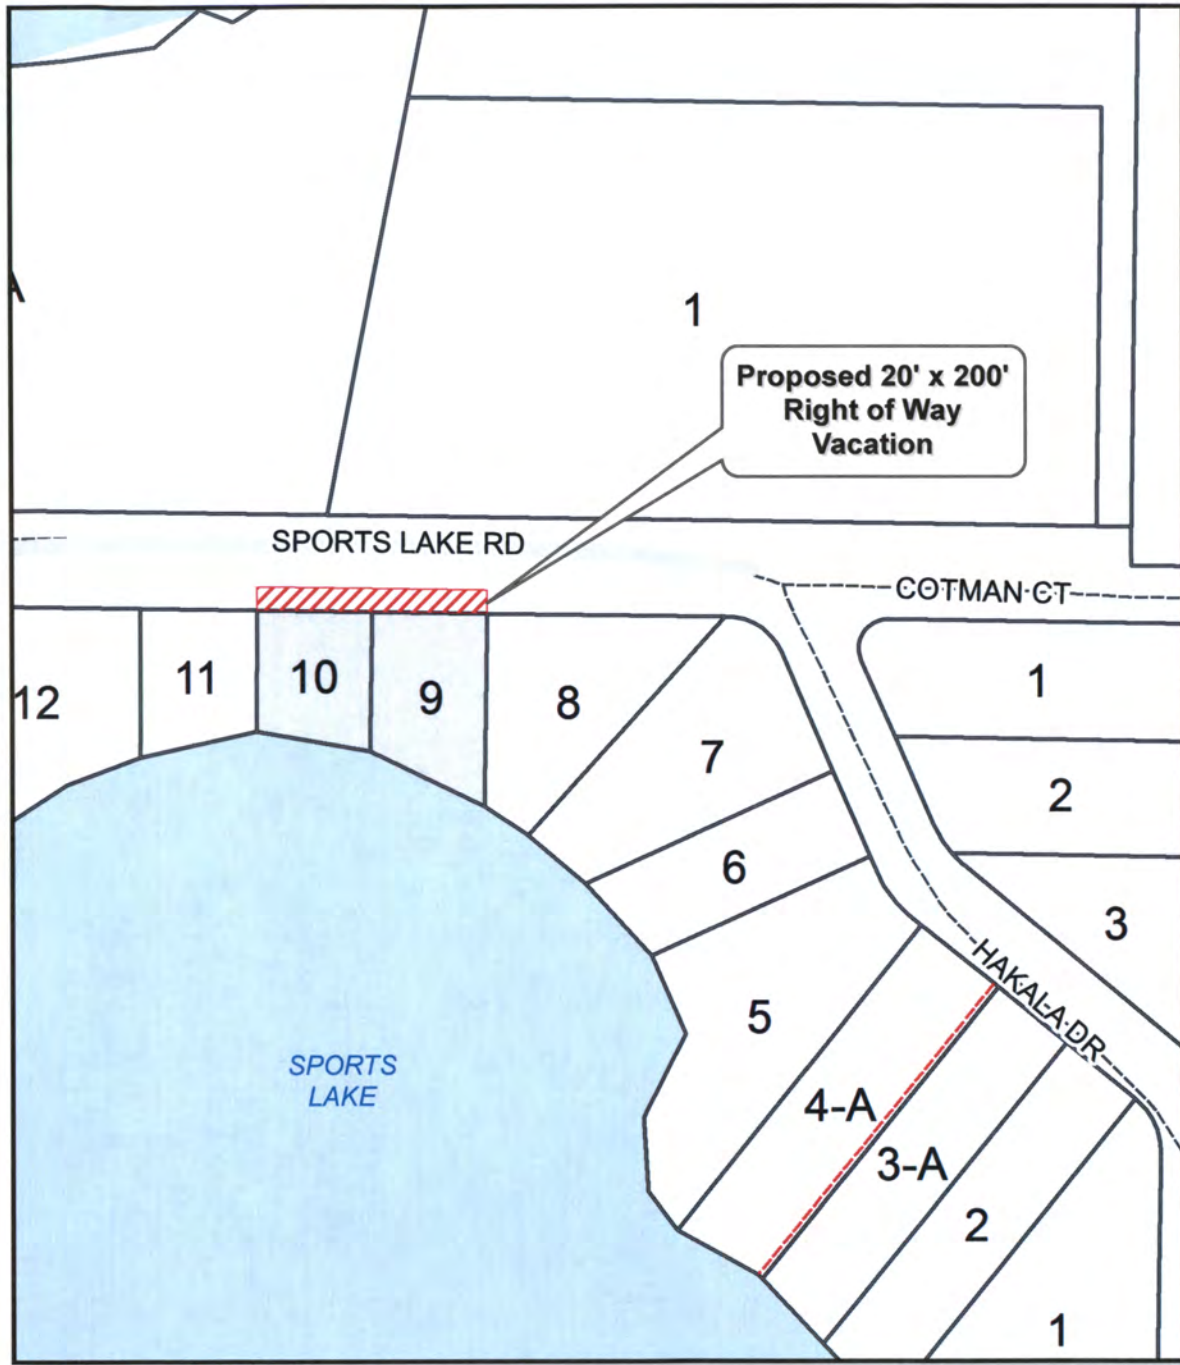 1
A
Proposed 20' x 200'
Right of Way
Vacation
SPORTS LAKE RD
COTMAN CT
12
11
10
9
8
7
1
2
6
3
5
HAKALA DR
SPORTS
LAKE
4-A
3-A
2
1